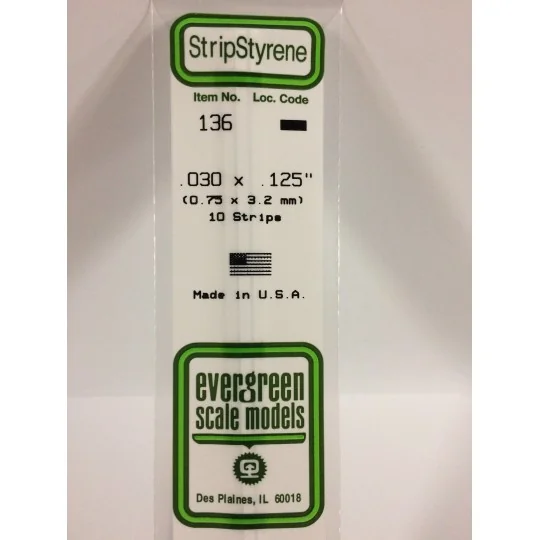 StripStyrene
Item No. Loc. Code
136
.030 x .125"
(0.75 x 3.2 mm)
10 Strips
Made in U.S.A.
evergreen
scale models
Des Plaines, IL 60018